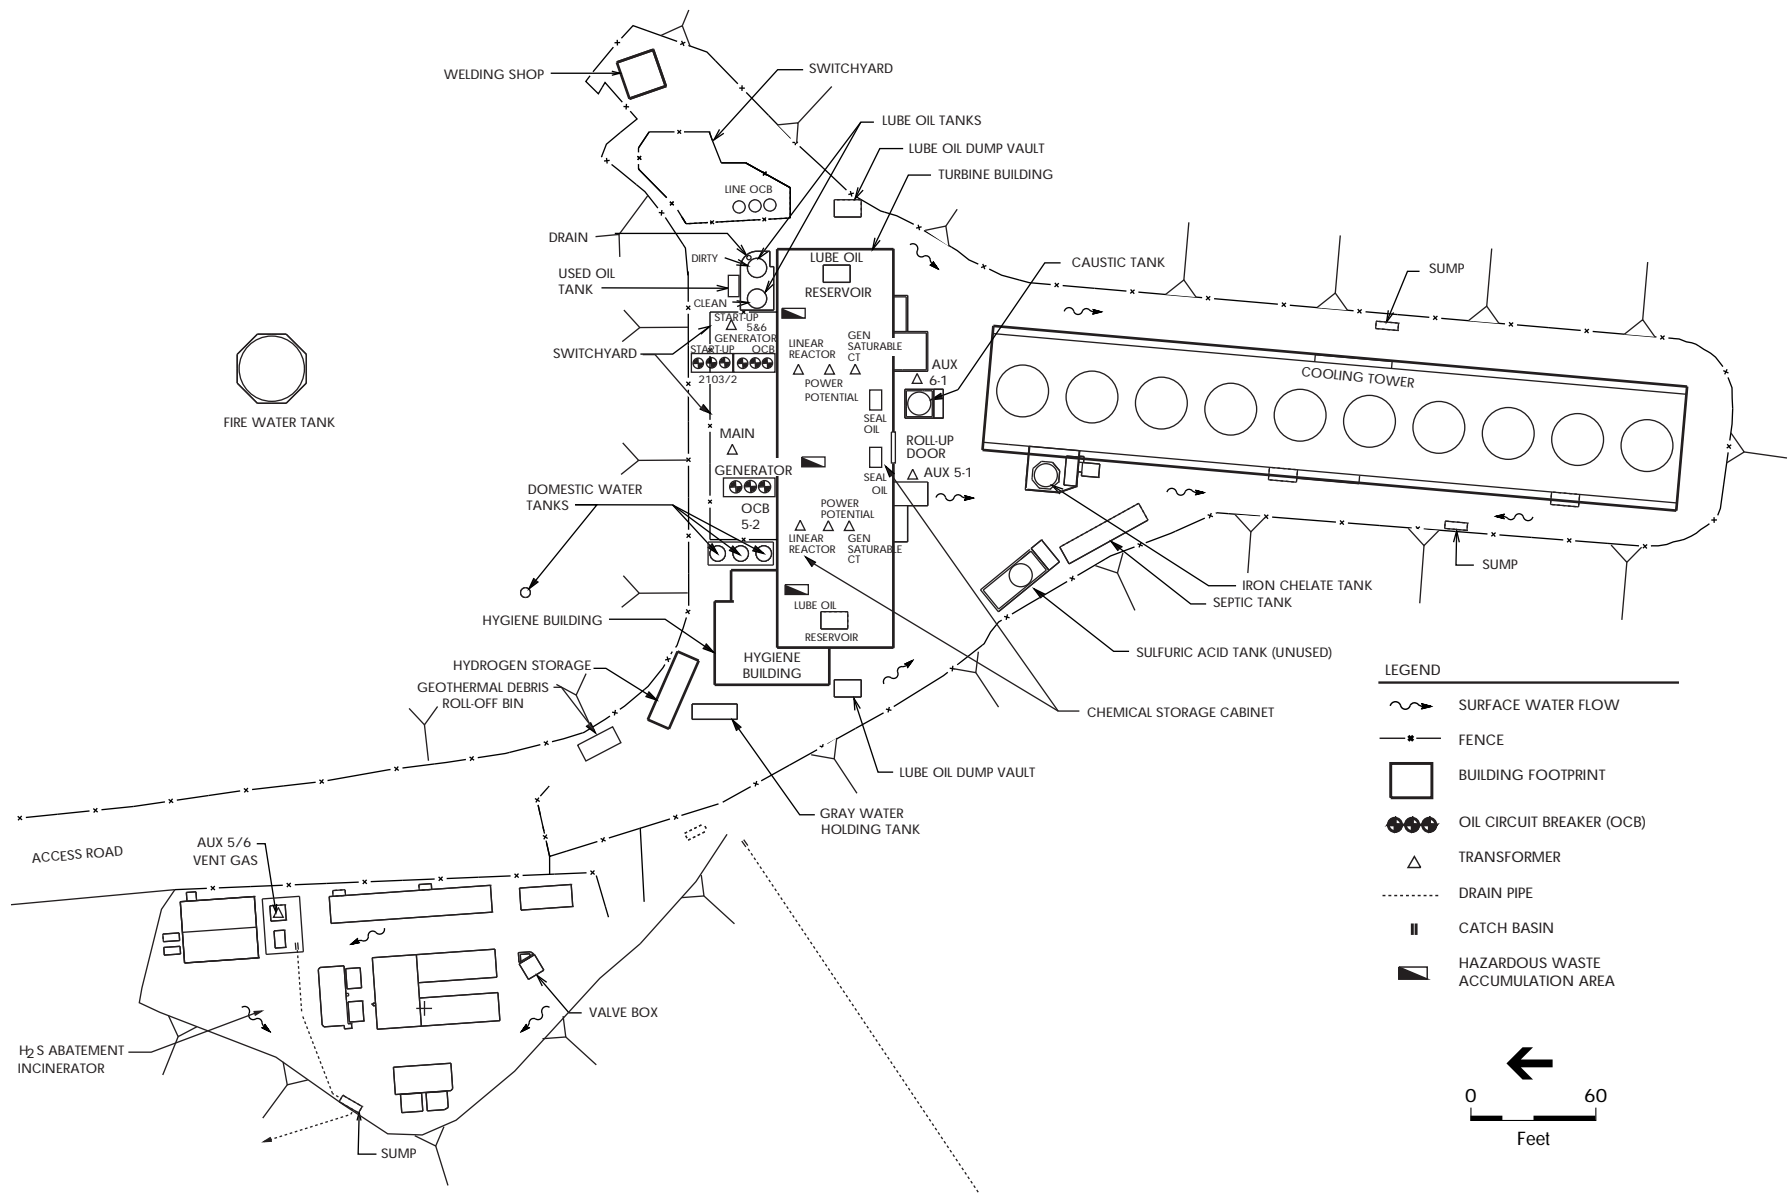 WELDING SHOP
SWITCHYARD
LUBE OIL TANKS
LUBE OIL DUMP VAULT
TURBINE BUILDING
LINE OCB
DRAIN
DIRTY
USED OIL
TANK
CLEAN
LUBE OIL
RESERVOIR
CAUSTIC TANK
SUMP
START-UP
5&6
GENERATOR
START-UP
OCB
2103/2
SWITCHYARD
LINEAR
REACTOR
GEN
SATURABLE
CT
POWER
POTENTIAL
AUX
6-1
SEAL
OIL
COOLING TOWER
FIRE WATER TANK
MAIN
GENERATOR
ROLL-UP
DOOR
AUX 5-1
SEAL
OIL
DOMESTIC WATER
TANKS
OCB
5-2
POWER
POTENTIAL
LINEAR
REACTOR
GEN
SATURABLE
CT
SUMP
IRON CHELATE TANK
SEPTIC TANK
LUBE OIL
RESERVOIR
HYGIENE BUILDING
HYGIENE
BUILDING
SULFURIC ACID TANK (UNUSED)
HYDROGEN STORAGE
GEOTHERMAL DEBRIS
ROLL-OFF BIN
CHEMICAL STORAGE CABINET
LUBE OIL DUMP VAULT
GRAY WATER
HOLDING TANK
ACCESS ROAD
AUX 5/6
VENT GAS
VALVE BOX
H2S ABATEMENT
INCINERATOR
SUMP
LEGEND
SURFACE WATER FLOW
FENCE
BUILDING FOOTPRINT
OIL CIRCUIT BREAKER (OCB)
TRANSFORMER
DRAIN PIPE
CATCH BASIN
HAZARDOUS WASTE
ACCUMULATION AREA
0 60
Feet